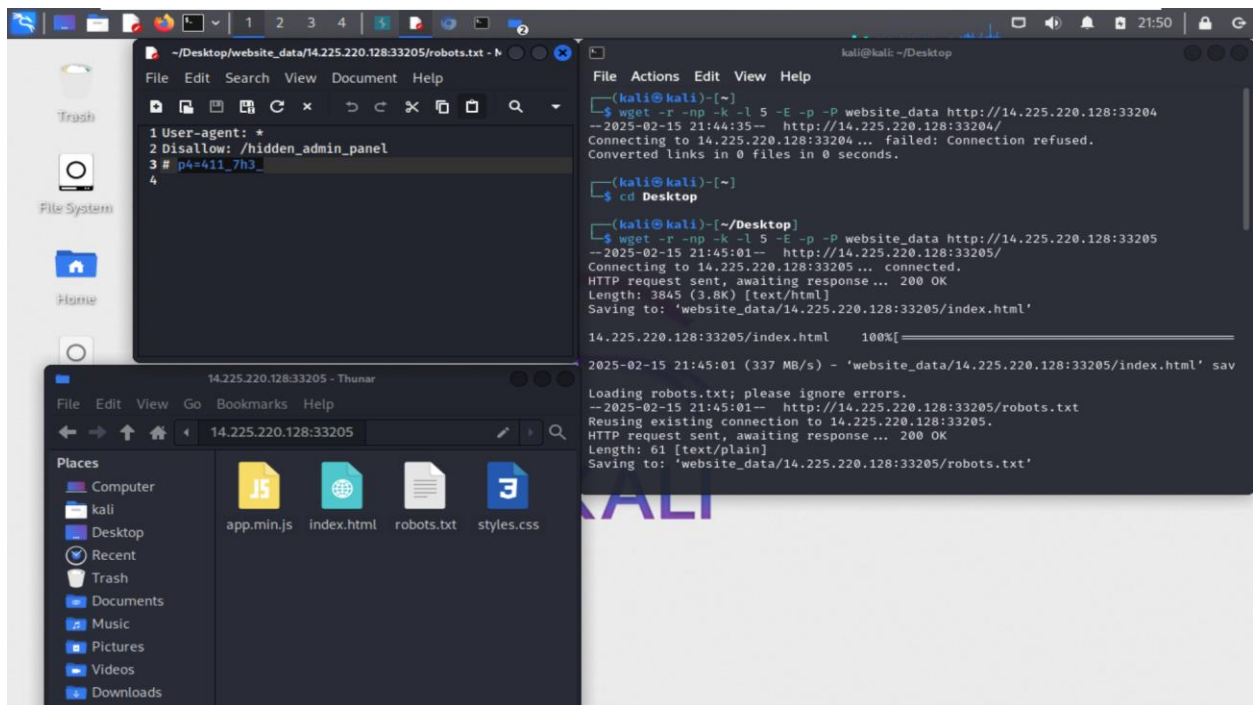 1 2 3 4
2
21:50
Trash
File System
Home
~/Desktop/website_data/14.225.220.128:33205/robots.txt - M
File Edit Search View Document Help
1 User-agent: *
2 Disallow: /hidden_admin_panel
3 # p4=411_7h3_
4
kali@kali: ~/Desktop
File Actions Edit View Help
┌──(kali㉿kali)-[~]
└─$ wget -r -np -k -l 5 -E -p -P website_data http://14.225.220.128:33204
--2025-02-15 21:44:35-- http://14.225.220.128:33204/
Connecting to 14.225.220.128:33204... failed: Connection refused.
Converted links in 0 files in 0 seconds.
┌──(kali㉿kali)-[~]
└─$ cd Desktop
┌──(kali㉿kali)-[~/Desktop]
└─$ wget -r -np -k -l 5 -E -p -P website_data http://14.225.220.128:33205
--2025-02-15 21:45:01-- http://14.225.220.128:33205/
Connecting to 14.225.220.128:33205... connected.
HTTP request sent, awaiting response... 200 OK
Length: 3845 (3.8K) [text/html]
Saving to: ‘website_data/14.225.220.128:33205/index.html’
14.225.220.128:33205/index.html 100%[
2025-02-15 21:45:01 (337 MB/s) - ‘website_data/14.225.220.128:33205/index.html’ sav
Loading robots.txt; please ignore errors.
--2025-02-15 21:45:01-- http://14.225.220.128:33205/robots.txt
Reusing existing connection to 14.225.220.128:33205.
HTTP request sent, awaiting response... 200 OK
Length: 61 [text/plain]
Saving to: ‘website_data/14.225.220.128:33205/robots.txt’
14.225.220.128:33205 - Thunar
File Edit View Go Bookmarks Help
14.225.220.128:33205
Places
Computer
kali
Desktop
Recent
Trash
Documents
Music
Pictures
Videos
Downloads
app.min.js index.html robots.txt styles.css
KALI